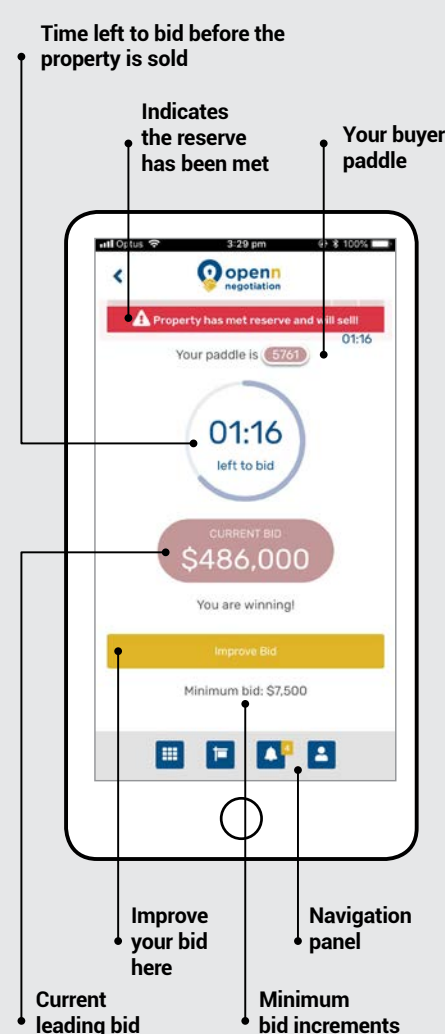 Time left to bid before the
property is sold
Indicates
the reserve
has been met
Your buyer
paddle
Optus
3:29 pm
100%
openn
negotiation
Property has met reserve and will sell!
01:16
Your paddle is 5761
01:16
left to bid
CURRENT BID
$486,000
You are winning!
Improve Bid
Minimum bid: $7,500
4
Improve
your bid
here
Navigation
panel
Current
leading bid
Minimum
bid increments